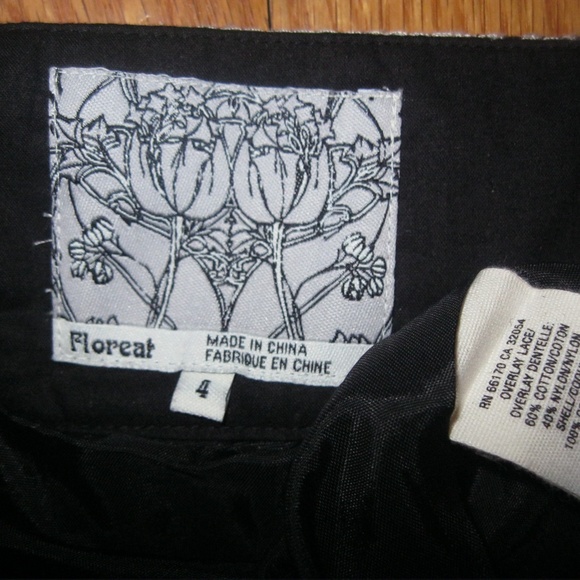 Floreat
MADE IN CHINA
FABRIQUE EN CHINE
4
RN 66170 CA 32054
OVERLAY LACE/
OVERLAY DENTELLE:
60% COTTON/COTON
40% NYLON/NYLON
SHELL/
100%